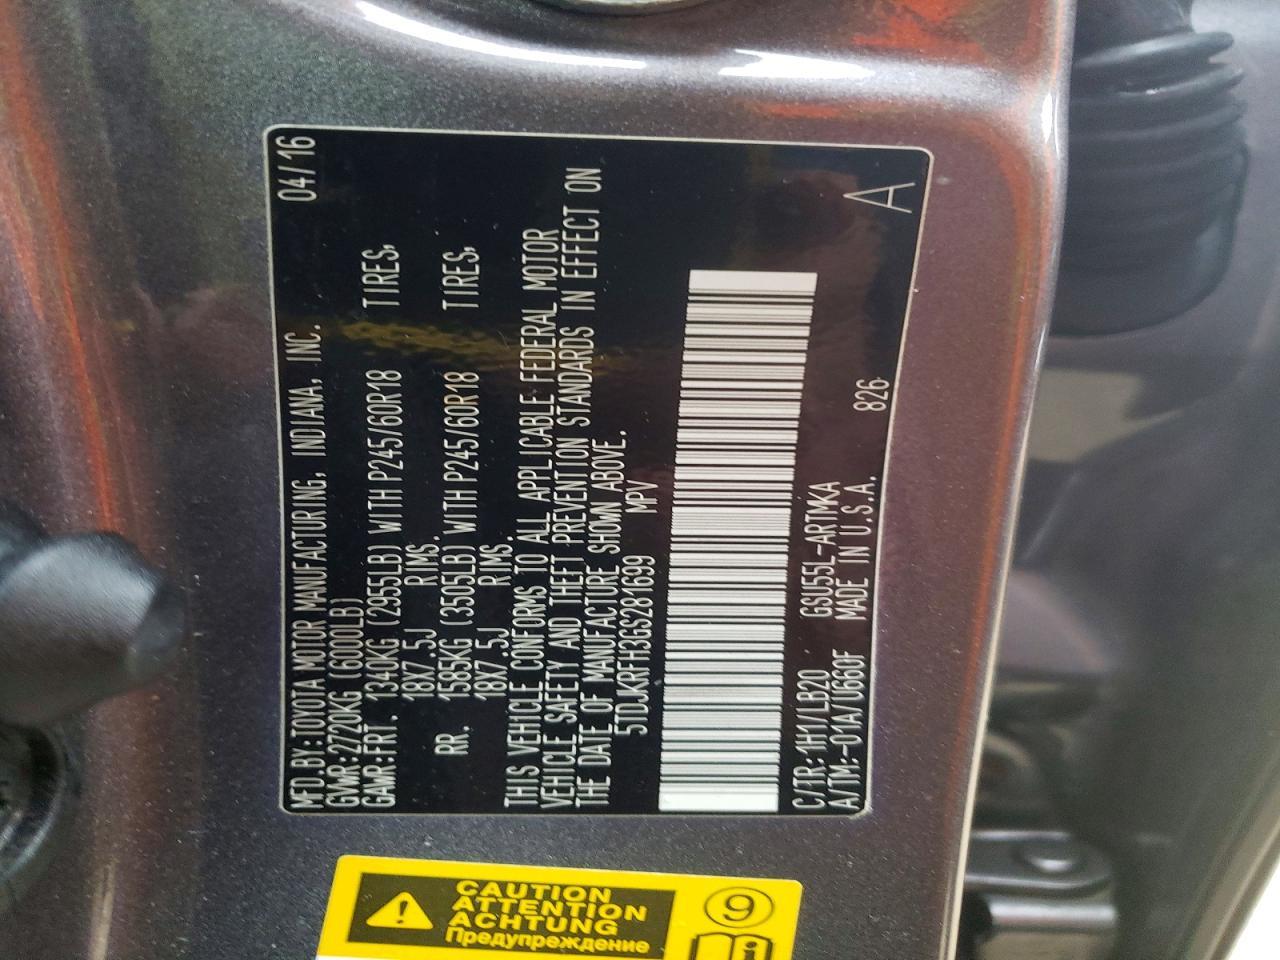 MFD.BY:TOYOTA MOTOR MANUFACTURING, INDIANA, INC. 04/16
GVWR:2720KG (6000LB)
GAWR:FRT. 1340KG (2955LB) WITH P245/60R18 TIRES,
18X7.5J RIMS.
RR. 1585KG (3505LB) WITH P245/60R18 TIRES,
18X7.5J RIMS.
THIS VEHICLE CONFORMS TO ALL APPLICABLE FEDERAL MOTOR
VEHICLE SAFETY AND THEFT PREVENTION STANDARDS IN EFFECT ON
THE DATE OF MANUFACTURE SHOWN ABOVE.
5TDJKRFH3GS281699 MPV
C/TR:1H1/LB20 GSU55L-ARTMKA 826
A/TM:-01A/U660F MADE IN U.S.A. A
CAUTION
ATTENTION
ACHTUNG
Предупреждение
9
i